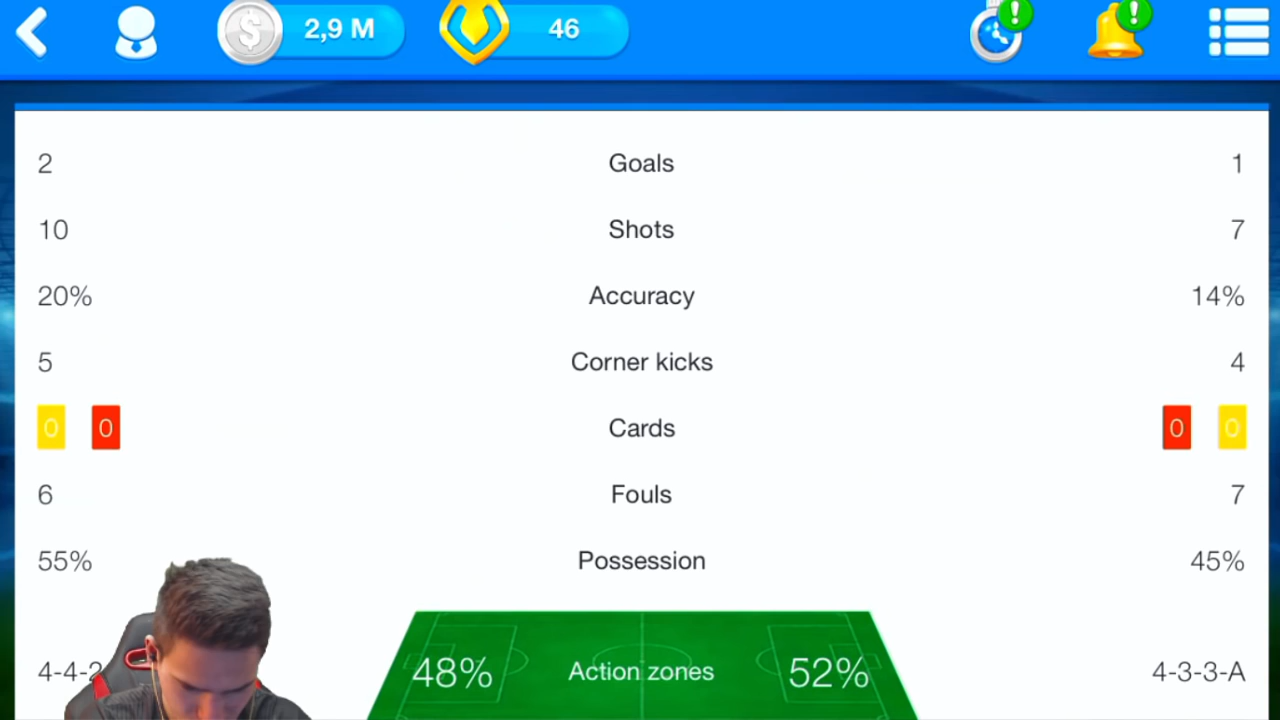 $ 2,9 M 46 ! !
2 Goals 1
10 Shots 7
20% Accuracy 14%
5 Corner kicks 4
0 0 Cards 0 0
6 Fouls 7
55% Possession 45%
4-4-2 48% Action zones 52% 4-3-3-A